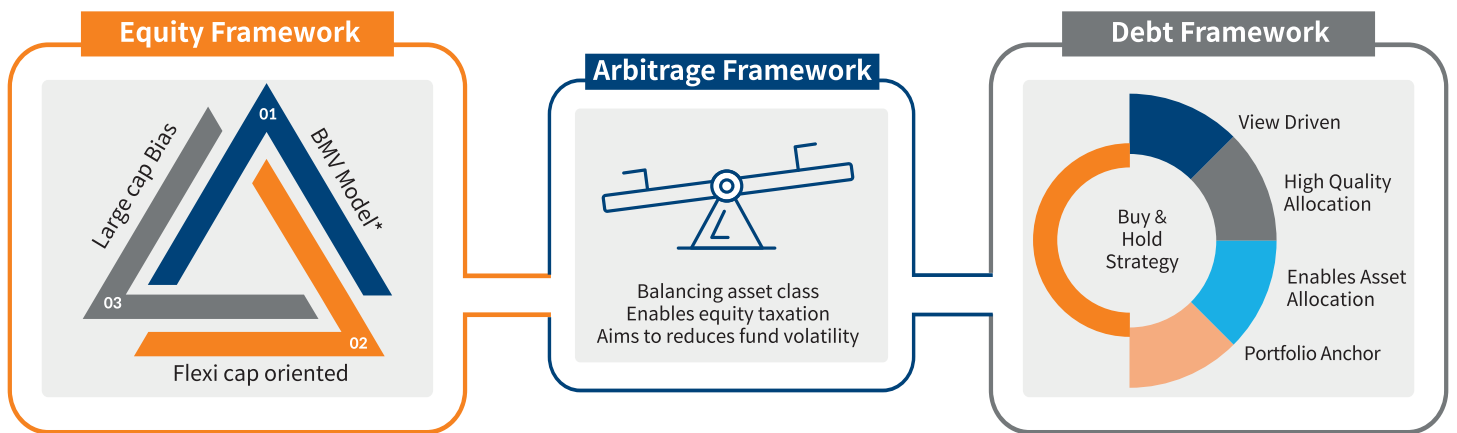 Equity Framework
01
BMV Model*
Large cap Bias
03
02
Flexi cap oriented
Arbitrage Framework
Balancing asset class
Enables equity taxation
Aims to reduces fund volatility
Debt Framework
View Driven
High Quality
Allocation
Buy &
Hold
Strategy
Enables Asset
Allocation
Portfolio Anchor